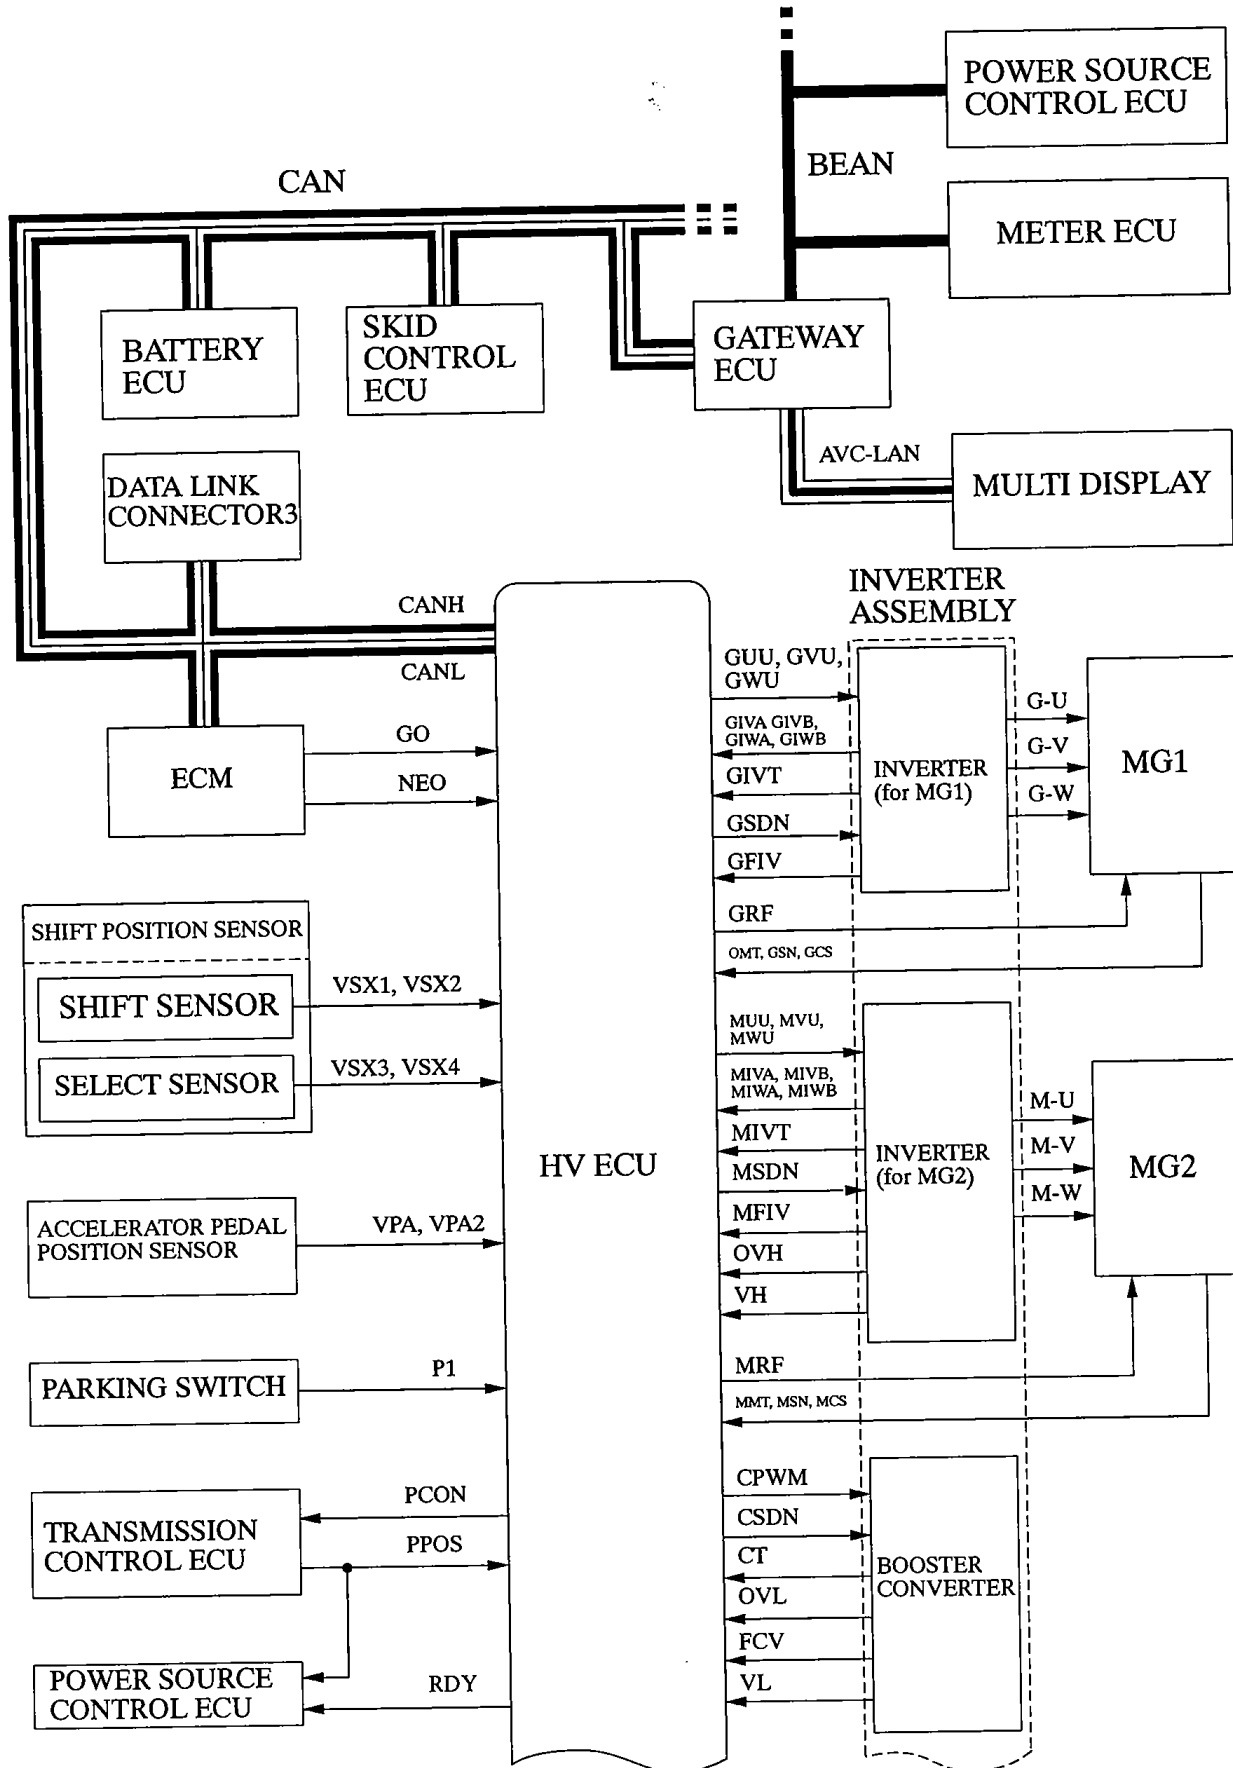 POWER SOURCE
CONTROL ECU
BEAN
CAN
METER ECU
BATTERY
ECU
SKID
CONTROL
ECU
GATEWAY
ECU
AVC-LAN
MULTI DISPLAY
DATA LINK
CONNECTOR3
INVERTER
ASSEMBLY
CANH
CANL
GUU, GVU,
GWU
G-U
GO
GIVA GIVB,
GIWA, GIWB
G-V
MG1
ECM
NEO
GIVT
INVERTER
(for MG1)
G-W
GSDN
GFIV
SHIFT POSITION SENSOR
GRF
OMT, GSN, GCS
SHIFT SENSOR
VSX1, VSX2
MUU, MVU,
MWU
SELECT SENSOR
VSX3, VSX4
MIVA, MIVB,
MIWA, MIWB
M-U
HV ECU
MIVT
INVERTER
(for MG2)
M-V
MG2
MSDN
M-W
ACCELERATOR PEDAL
POSITION SENSOR
VPA, VPA2
MFIV
OVH
VH
PARKING SWITCH
P1
MRF
MMT, MSN, MCS
CPWM
TRANSMISSION
CONTROL ECU
PCON
CSDN
PPOS
CT
BOOSTER
CONVERTER
OVL
FCV
POWER SOURCE
CONTROL ECU
RDY
VL